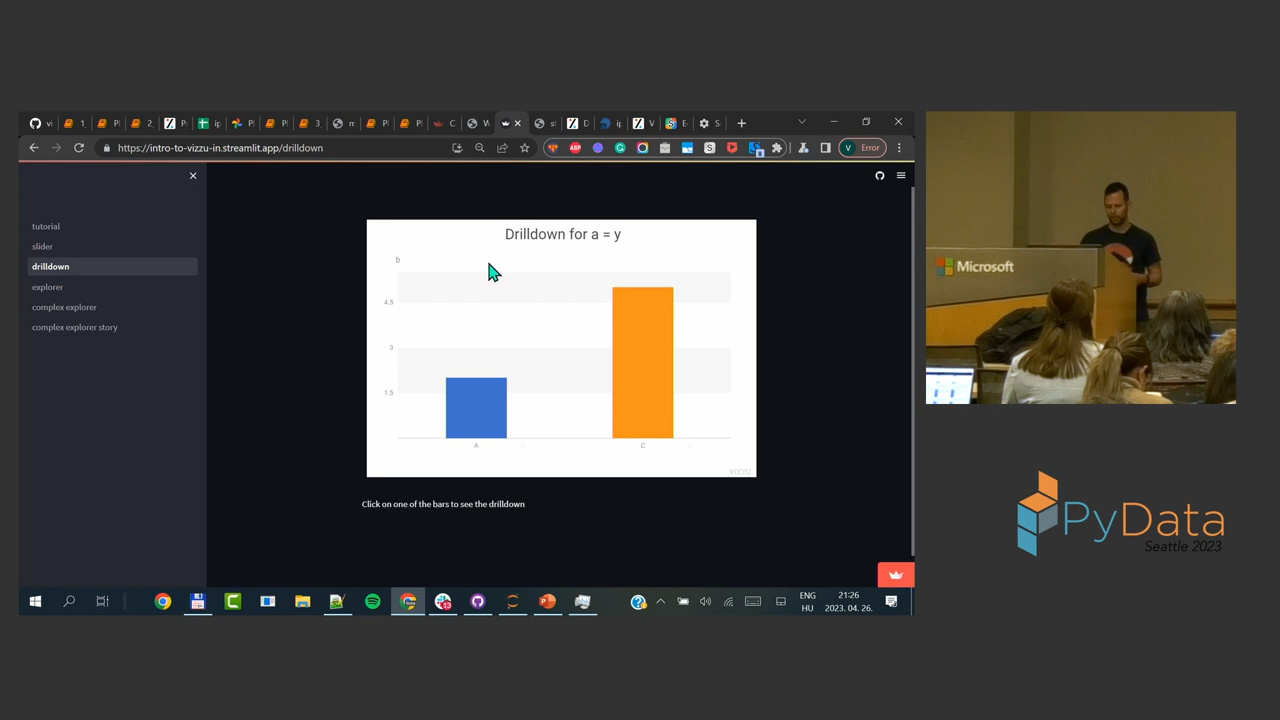 https://intro-to-vizzu-in.streamlit.app/drilldown
Error
tutorial
slider
drilldown
explorer
complex explorer
complex explorer story
Drilldown for a = y
b
4.5
3
1.5
A
C
VIZZU
Click on one of the bars to see the drilldown
ENG
HU
21:26
2023. 04. 26.
Microsoft
PyData
Seattle 2023